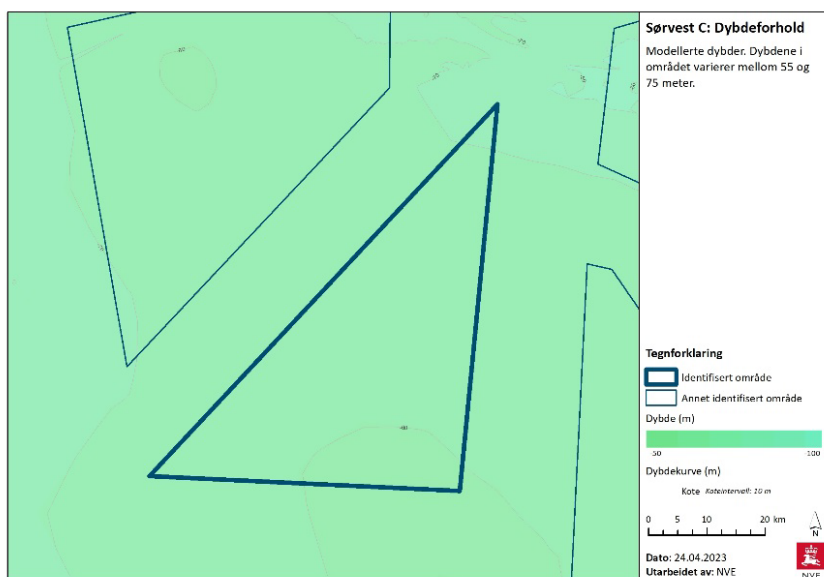 Sørvest C: Dybdeforhold
Modellerte dybder. Dybdene i
området varierer mellom 55 og
75 meter.
Tegnforklaring
Identifisert område
Annet identifisert område
Dybde (m)
50 -100
Dybdekurve (m)
Kote Koteintervall: 10 m
0 5 10 20 km
N
Dato: 24.04.2023
Utarbeidet av: NVE
NVE